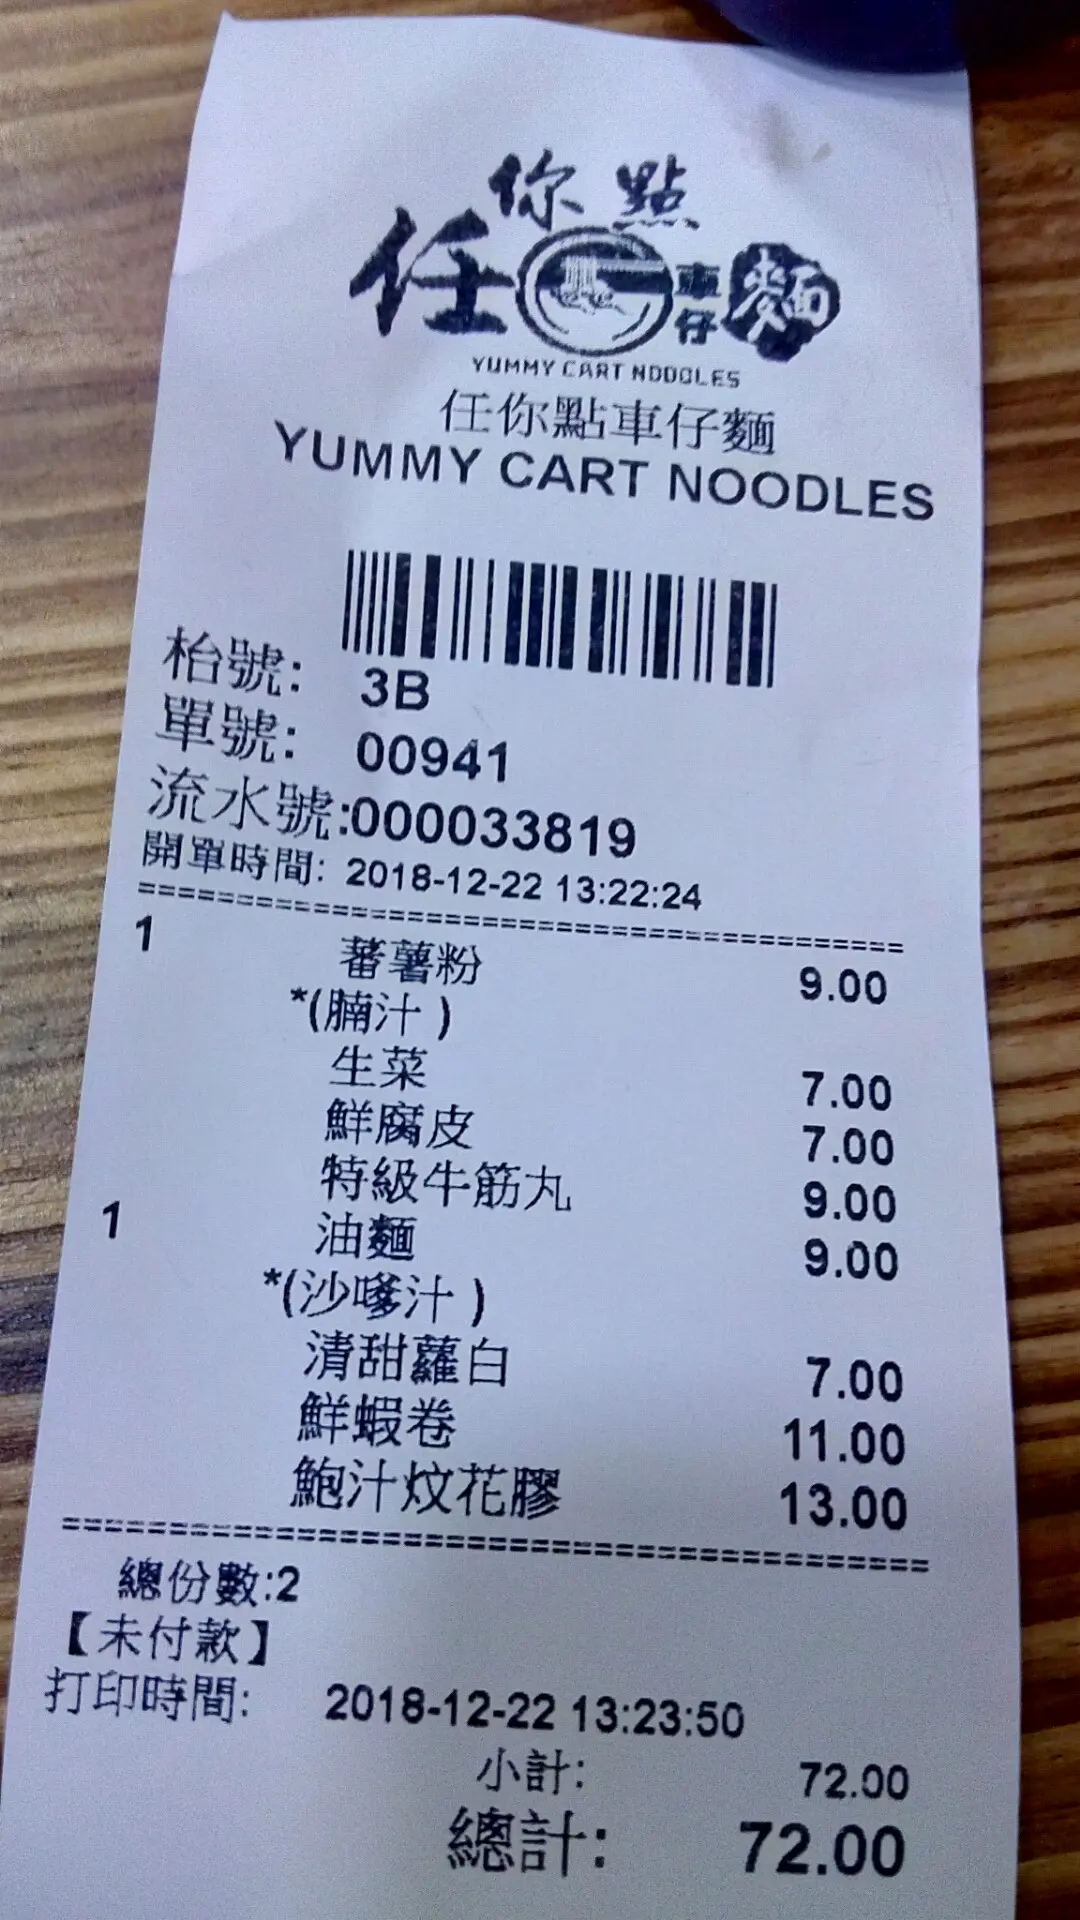 任你點車仔麵
YUMMY CART NOODLES
任你點車仔麵
YUMMY CART NOODLES
枱號: 3B
單號: 00941
流水號:000033819
開單時間: 2018-12-22 13:22:24
1 蕃薯粉 9.00
*(腩汁 )
生菜 7.00
鮮腐皮 7.00
特級牛筋丸 9.00
1 油麵 9.00
*(沙嗲汁 )
清甜蘿白 7.00
鮮蝦卷 11.00
鮑汁炆花膠 13.00
總份數:2
【未付款】
打印時間: 2018-12-22 13:23:50
小計: 72.00
總計: 72.00